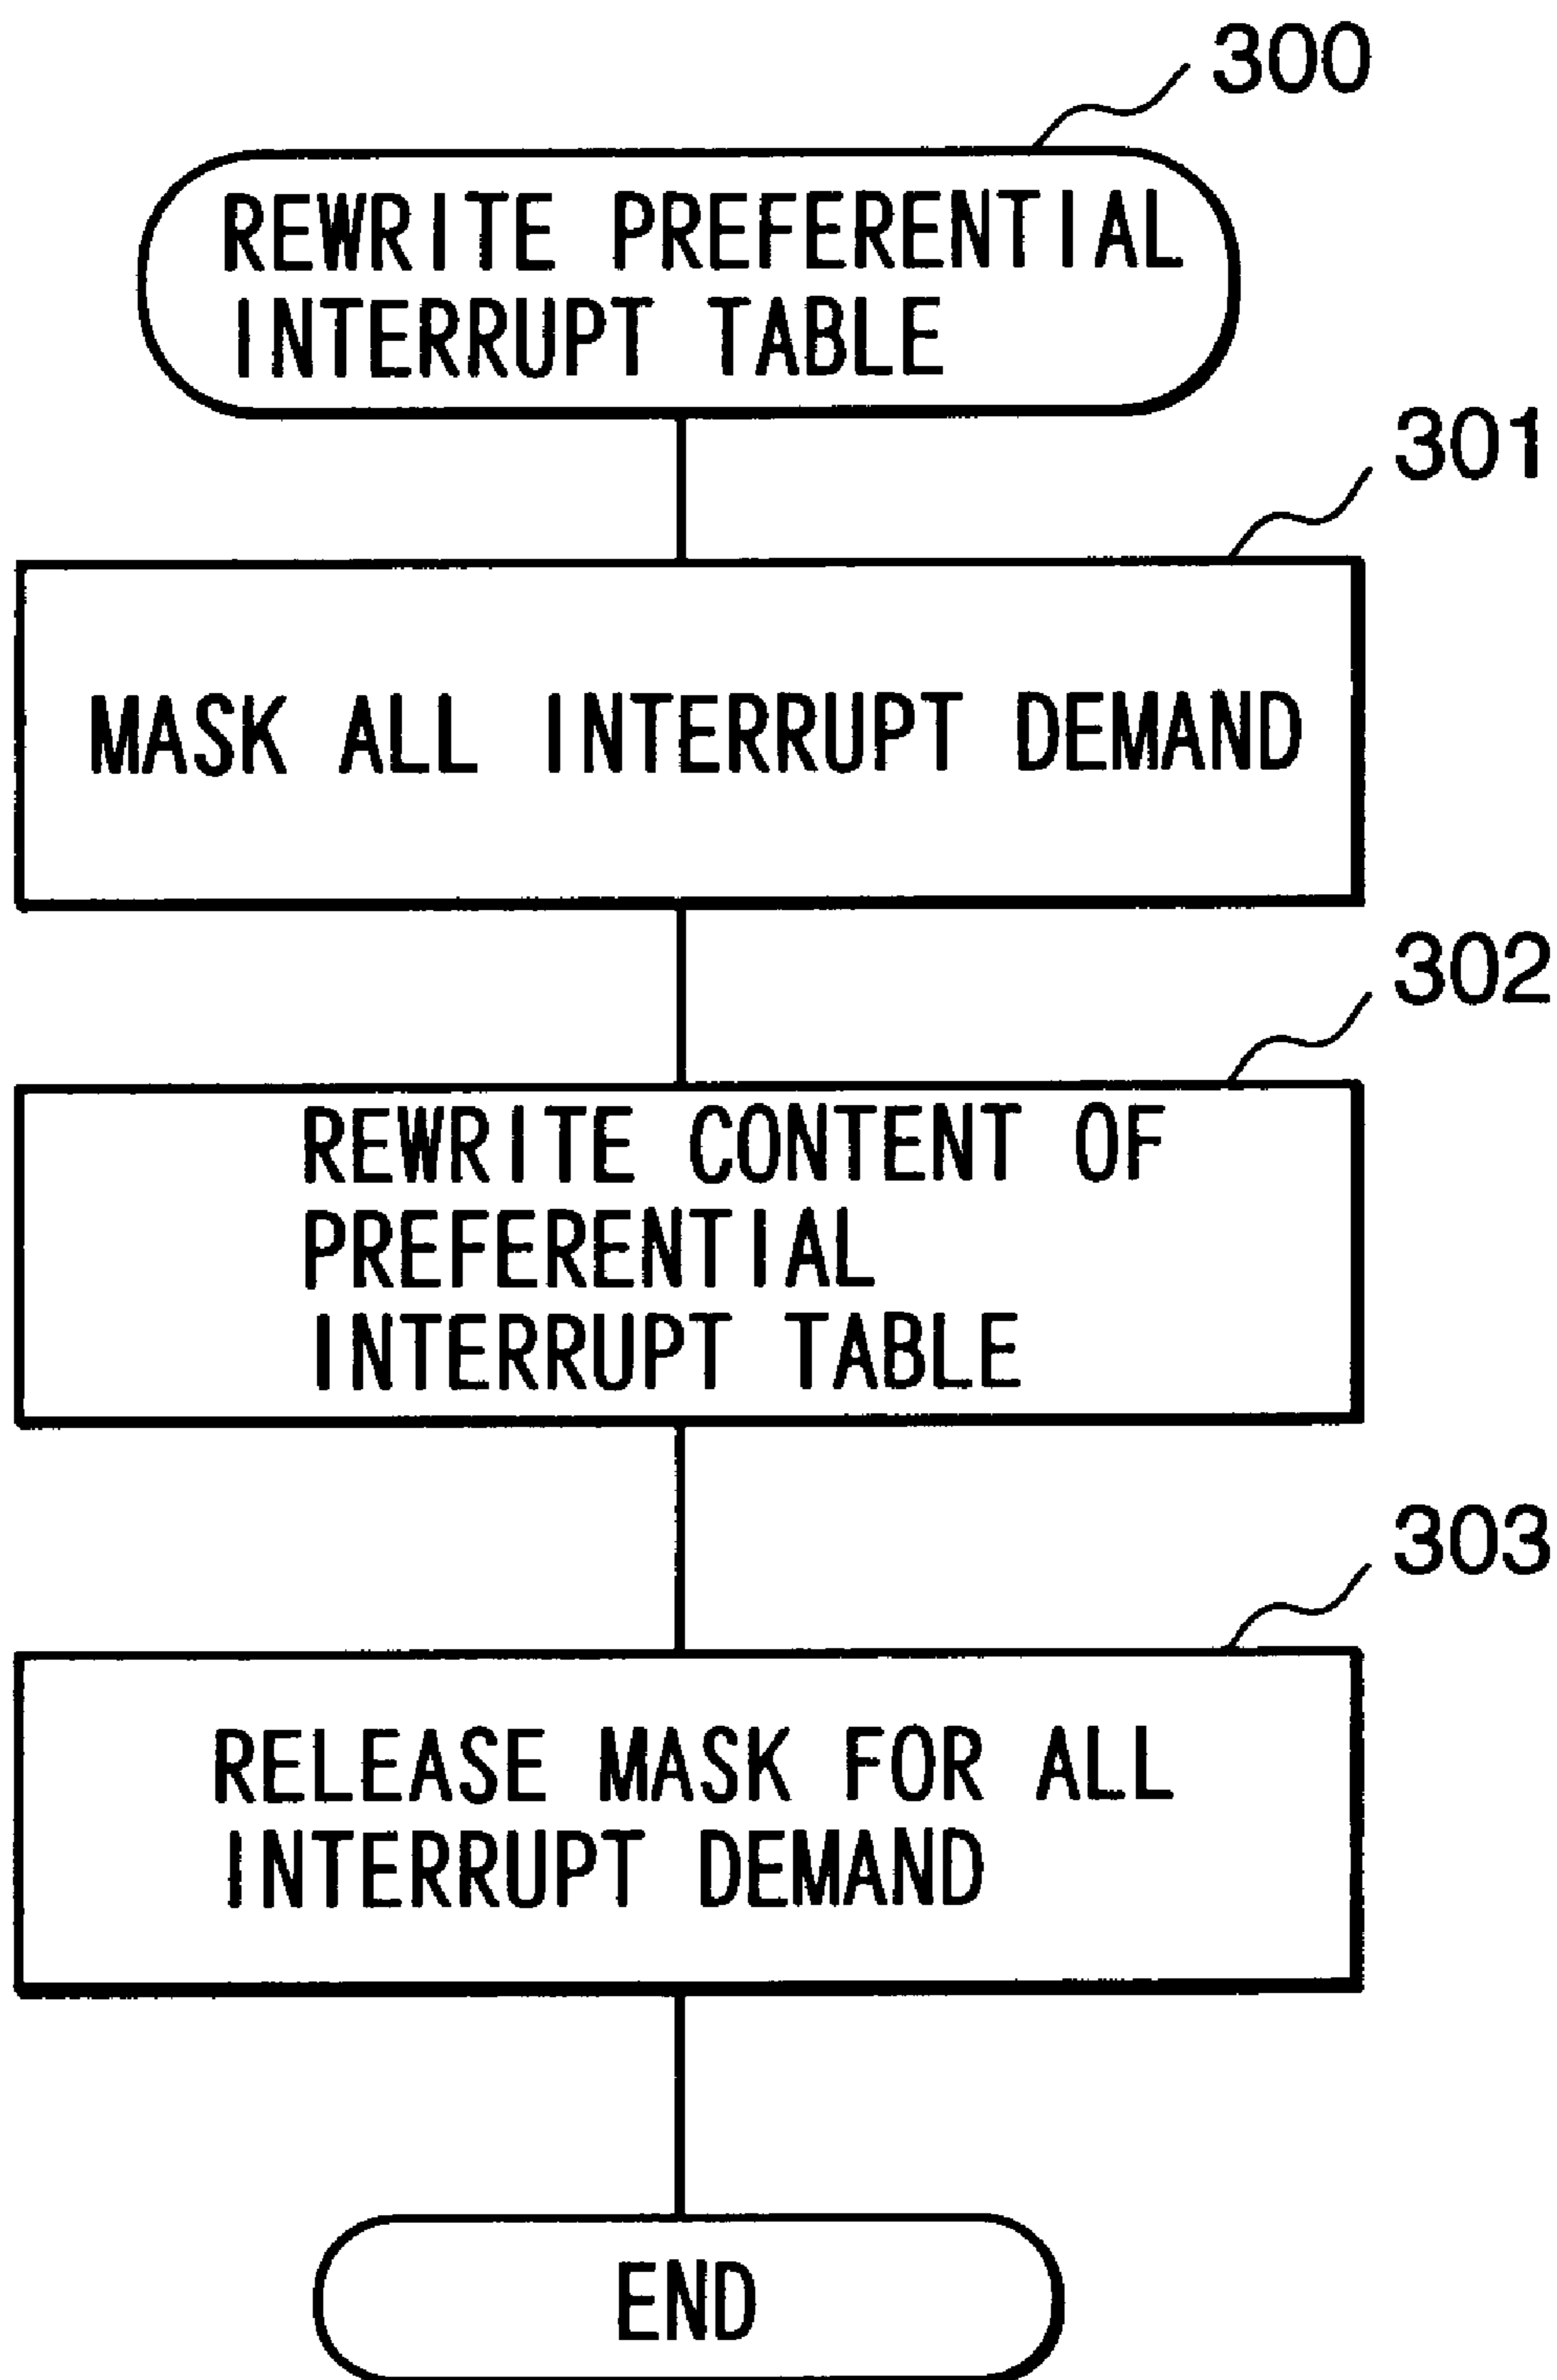 300
REWRITE PREFERENTIAL
INTERRUPT TABLE
301
MASK ALL INTERRUPT DEMAND
302
REWRITE CONTENT OF
PREFERENTIAL
INTERRUPT TABLE
303
RELEASE MASK FOR ALL
INTERRUPT DEMAND
END